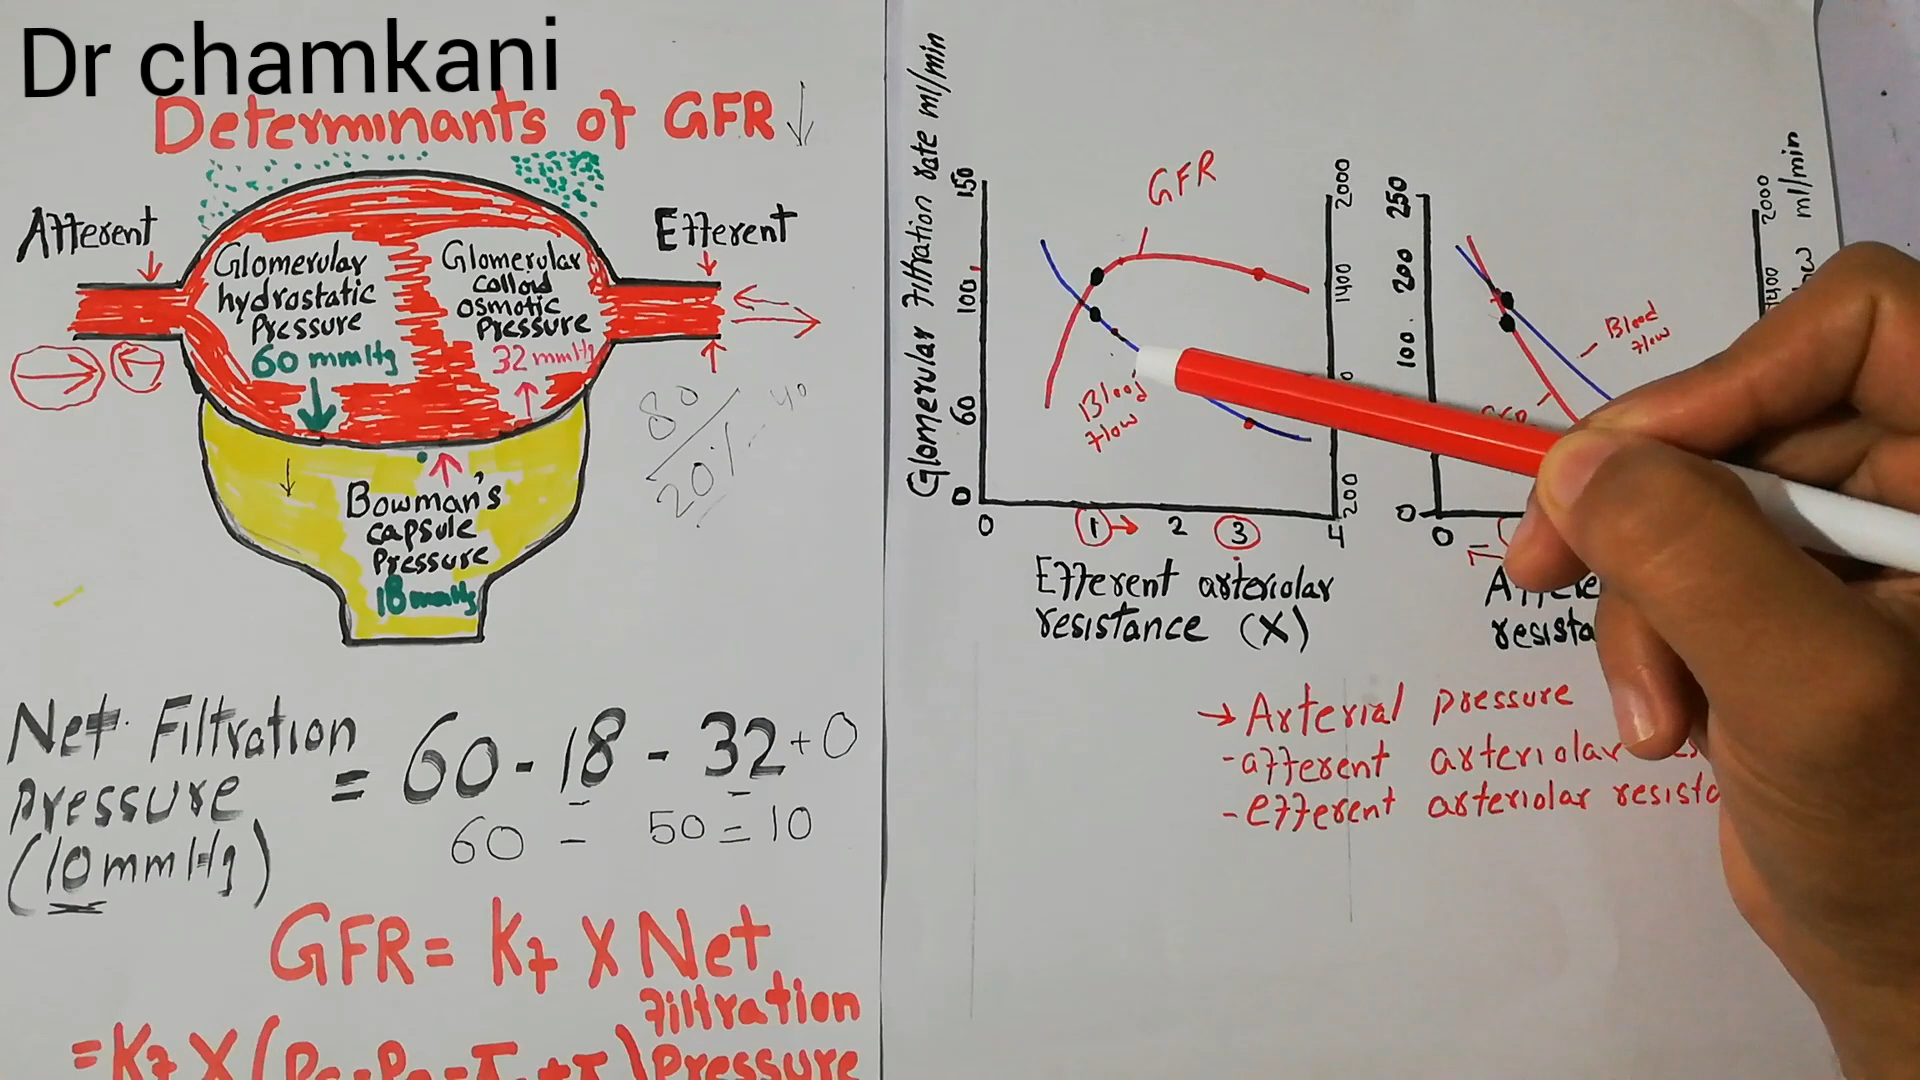 Dr chamkani
Determinants of GFR ↓
Afferent
Efferent
Glomerular
hydrostatic
Pressure
60 mmHg
Glomerular
colloid
osmotic
Pressure
32 mmHg
80
20%
40
Bowman's
capsule
Pressure
18 mmHg
Net Filtration
Pressure
(10 mmHg)
= 60 - 18 - 32 + 0
60 - 50 = 10
GFR = Kf X Net
Filtration
Pressure
= Kf X (
Glomerular Filtration rate ml/min
150
100
60
0
GFR
Blood
flow
2000
1400
200
0 1 → 2 3 4
Efferent arteriolar
resistance (X)
250
200
100
0
0
Blood
flow
2000
1400
ml/min
→ Arterial pressure
- afferent arteriolar
- efferent arteriolar